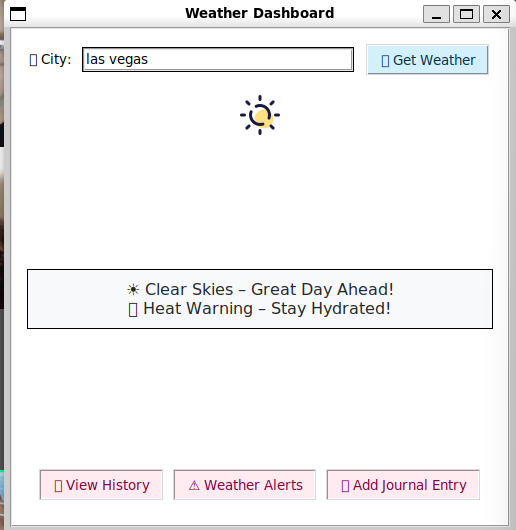 Weather Dashboard
City: las vegas Get Weather
☀ Clear Skies – Great Day Ahead!
Heat Warning – Stay Hydrated!
View History ⚠ Weather Alerts Add Journal Entry